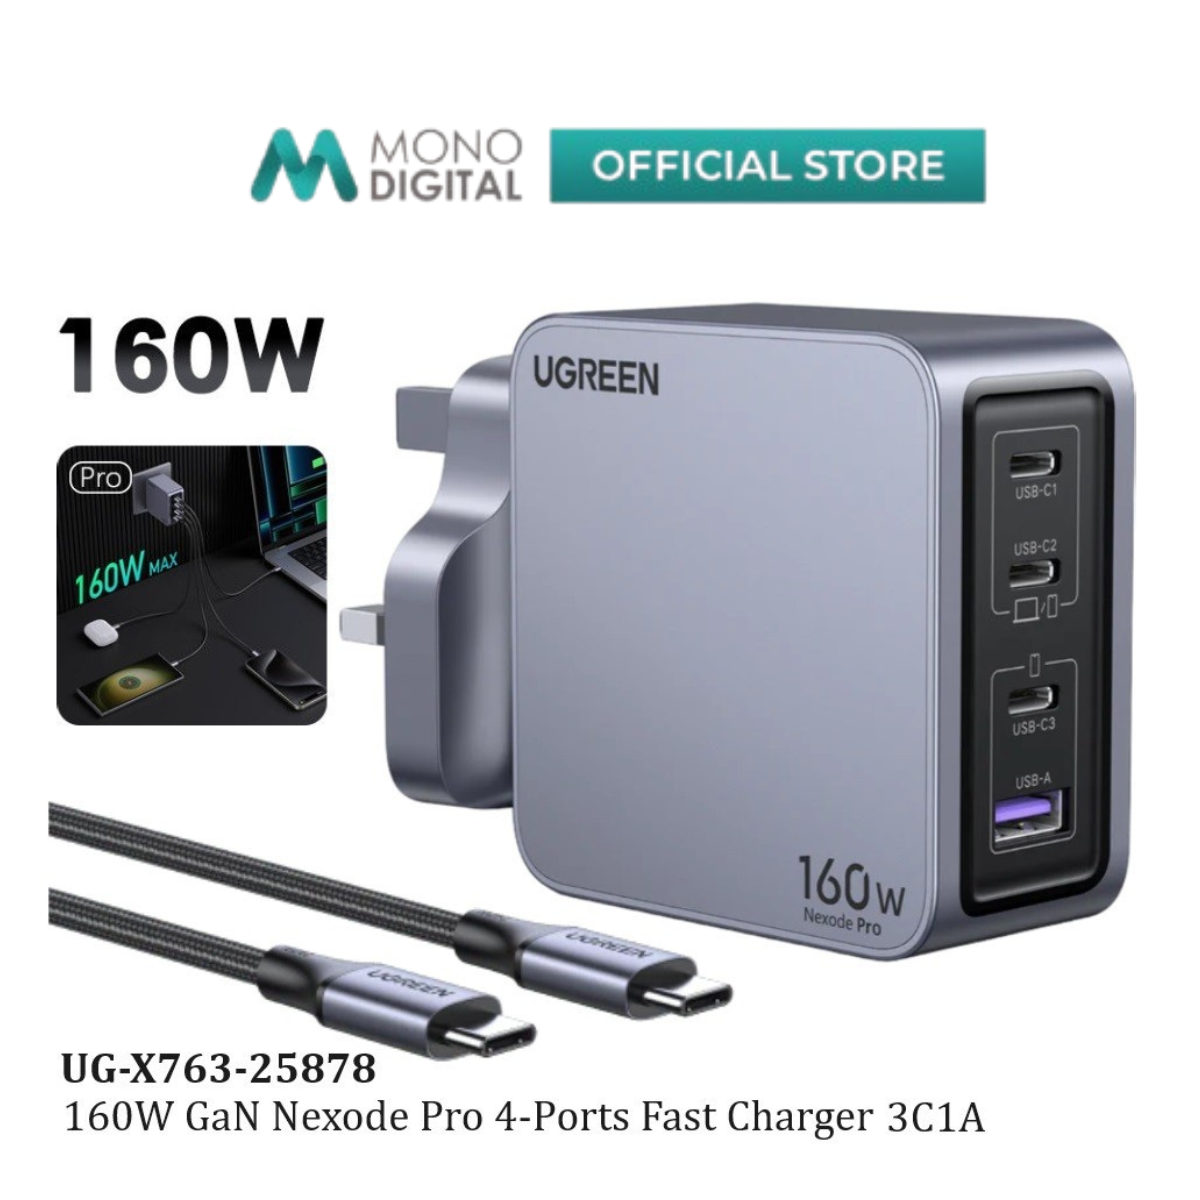 MONO
DIGITAL
OFFICIAL STORE
160W
Pro
160W MAX
UGREEN
USB-C1
USB-C2
USB-C3
USB-A
160W
Nexode Pro
UGREEN
UGREEN
UG-X763-25878
160W GaN Nexode Pro 4-Ports Fast Charger 3C1A